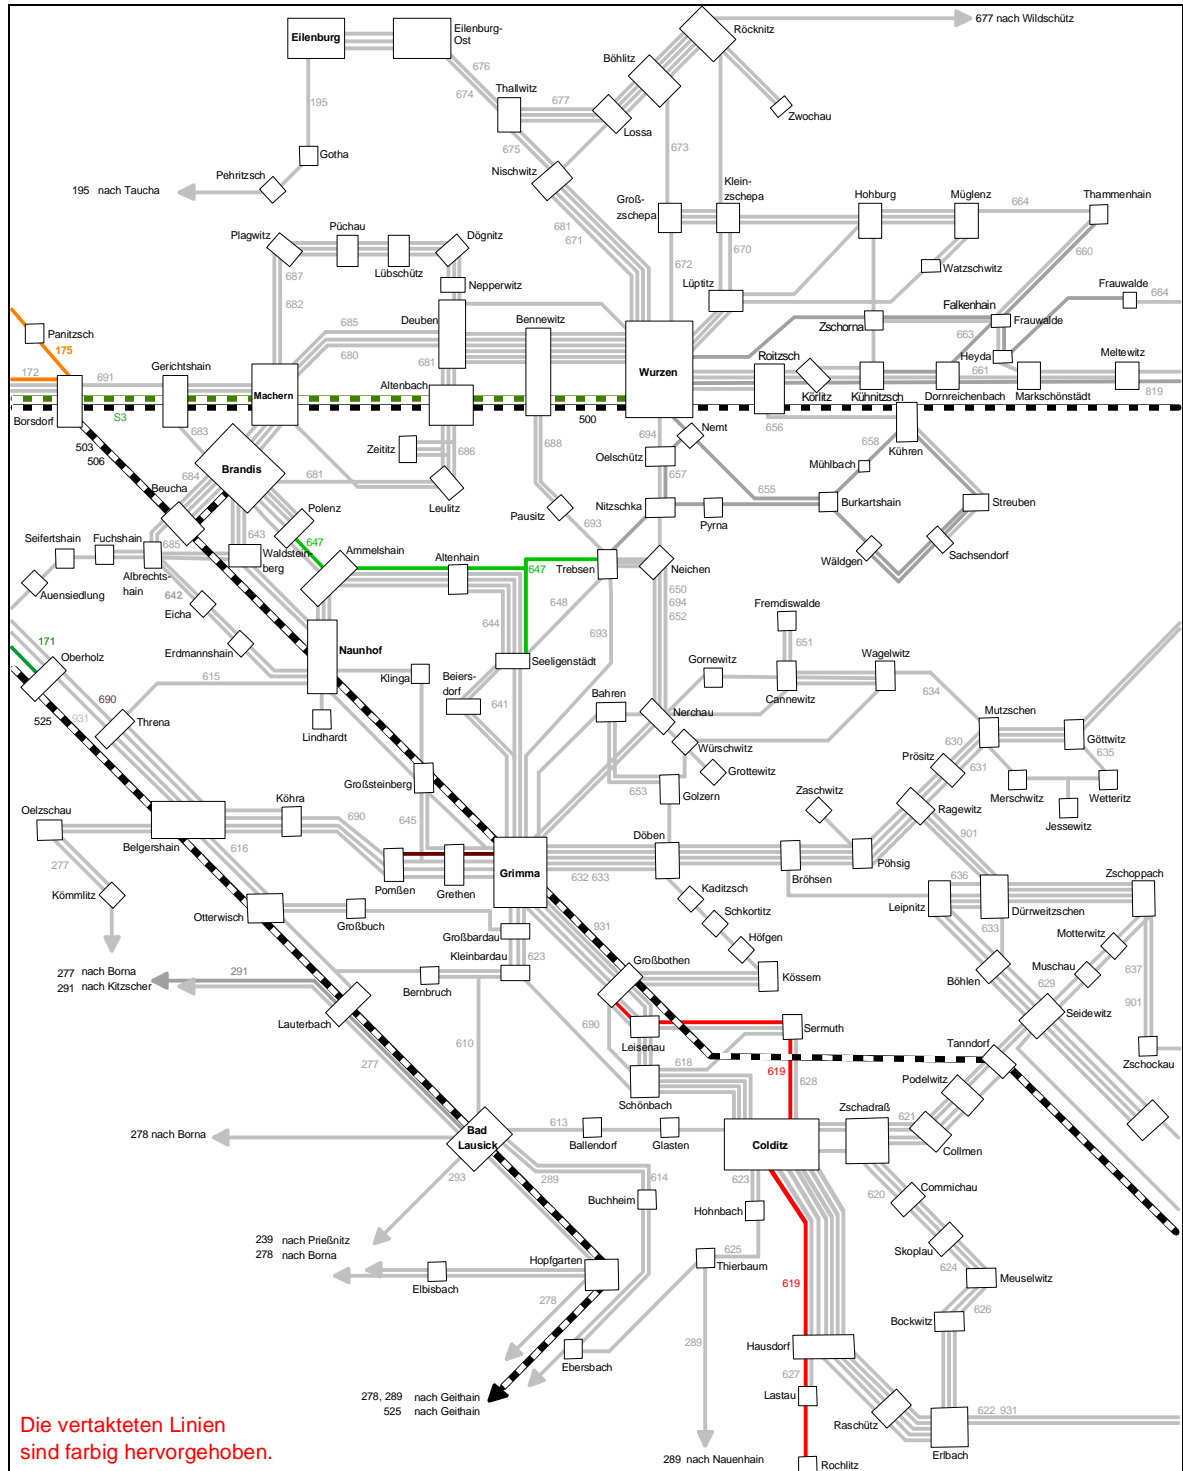 677 nach Wildschütz
Eilenburg
Eilenburg-
Ost
Röcknitz
Böhlitz
676
674
Thallwitz
677
195
Lossa
Zwochau
675
673
Gotha
Nischwitz
Pehritzsch
195 nach Taucha
Groß-
zschepa
Klein-
zschepa
Hohburg
Müglenz
Thammenhain
664
Plagwitz
Püchau
Dögnitz
681
671
670
660
687
Lübschütz
672
Watzschwitz
682
Nepperwitz
Lüptitz
Frauwalde
664
Panitzsch
685
Deuben
Bennewitz
Falkenhain
Zschorna
Frauwalde
663
175
680
681
Heyda
172
691
Gerichtshain
Machern
Altenbach
Wurzen
Roitzsch
661
Meltewitz
Körlitz
Kühnitzsch
Dornreichenbach
Markschönstädt
819
Borsdorf
S3
500
683
656
503
506
Zeititz
686
688
694
Nemt
658
Kühren
Brandis
Oelschütz
657
Mühlbach
684
681
Leulitz
655
Beucha
Polenz
Pausitz
Nitzschka
Pyrna
Burkartshain
Streuben
693
643
647
Seifertshain
Fuchshain
685
Waldstein-
berg
Ammelshain
Altenhain
647
Trebsen
Neichen
Wäldgen
Sachsendorf
Auensiedlung
Albrechts-
hain
642
650
694
652
648
Eicha
Fremdiswalde
644
693
651
171
Oberholz
Erdmannshain
Naunhof
Seeligenstädt
Gornewitz
Wagelwitz
615
Klinga
Beiers-
dorf
641
Bahren
Cannewitz
634
690
931
Threna
Lindhardt
Nerchau
Mutzschen
525
Würschwitz
630
Göttwitz
Großsteinberg
Grottewitz
Prösitz
631
635
653
Golzern
Zaschwitz
Merschwitz
Wetteritz
Oelzschau
Köhra
690
645
Ragewitz
Jessewitz
Belgershain
616
Döben
901
277
Pomßen
Grethen
Grimma
632 633
Bröhsen
Pöhsig
Kömmlitz
Kaditzsch
636
Zschoppach
Leipnitz
Dürrweitzschen
Otterwisch
Großbuch
Schkortitz
Großbardau
931
633
Motterwitz
Höfgen
Kleinbardau
623
Großbothen
Kössern
Muschau
637
277 nach Borna
291 nach Kitzscher
291
Bernbruch
Böhlen
629
901
Lauterbach
690
Seidewitz
Leisenau
Sermuth
610
Tanndorf
277
618
619
628
Zschockau
Podelwitz
Schönbach
Zschadraß
278 nach Borna
Bad
Lausick
613
Ballendorf
Glasten
Colditz
621
Collmen
293
289
614
623
Commichau
Buchheim
620
Hohnbach
239 nach Prießnitz
278 nach Borna
Hopfgarten
625
Skoplau
Thierbaum
624
Elbisbach
619
Meuselwitz
278
626
Bockwitz
289
Hausdorf
Ebersbach
627
278, 289 nach Geithain
525 nach Geithain
Lastau
Raschütz
622 931
Die vertakteten Linien
sind farbig hervorgehoben.
Erlbach
289 nach Nauenhain
Rochlitz